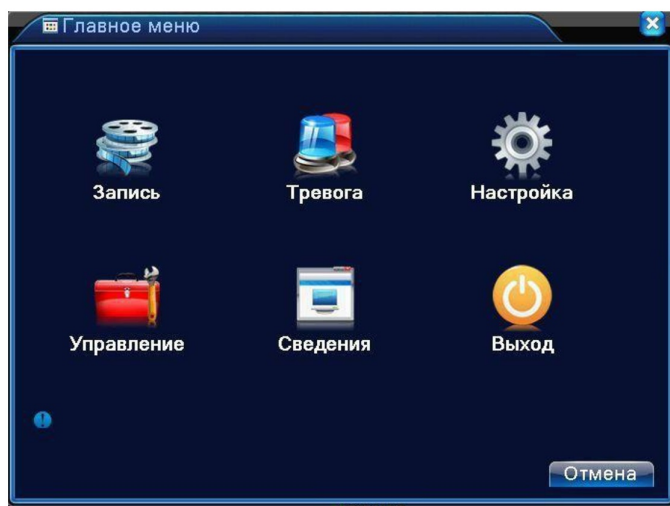 Главное меню
Запись
Тревога
Настройка
Управление
Сведения
Выход
Отмена